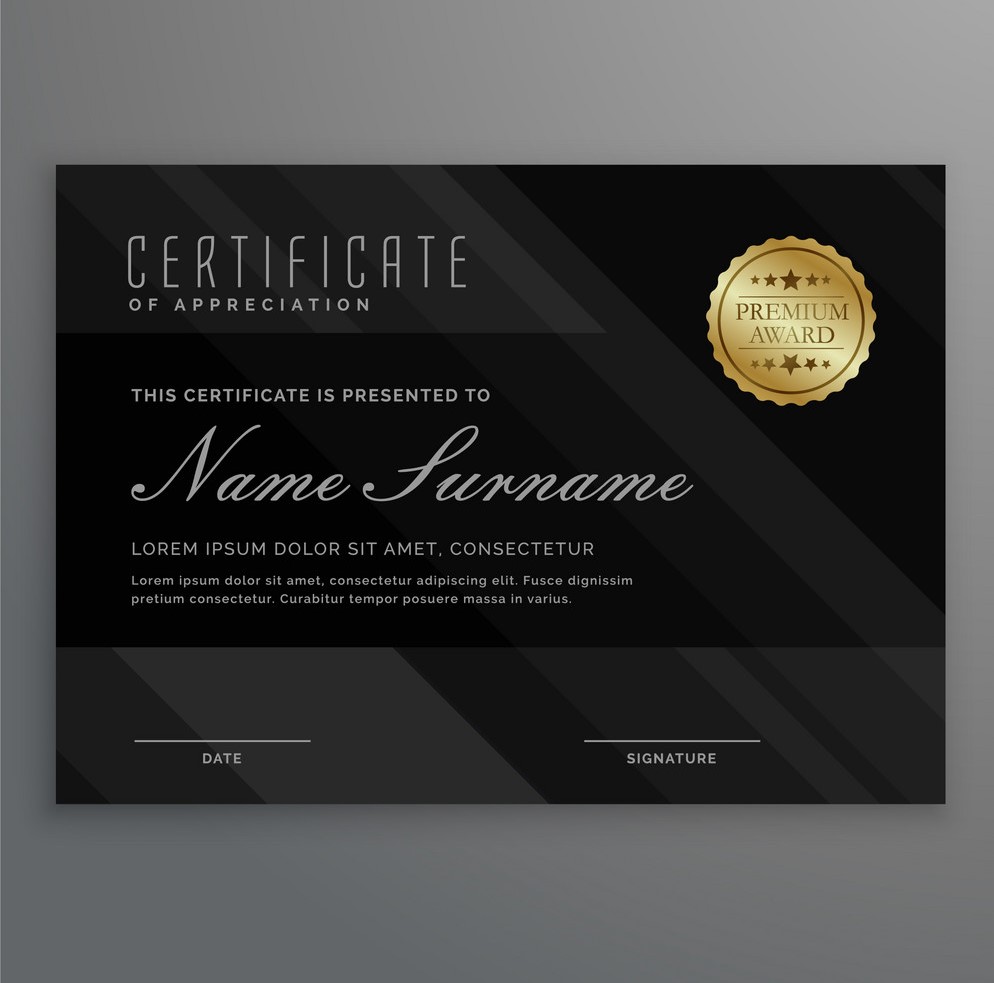 CERTIFICATE
OF APPRECIATION
PREMIUM
AWARD
THIS CERTIFICATE IS PRESENTED TO
Name Surname
LOREM IPSUM DOLOR SIT AMET, CONSECTETUR
Lorem ipsum dolor sit amet, consectetur adipiscing elit. Fusce dignissim
pretium consectetur. Curabitur tempor posuere massa in varius.
DATE
SIGNATURE